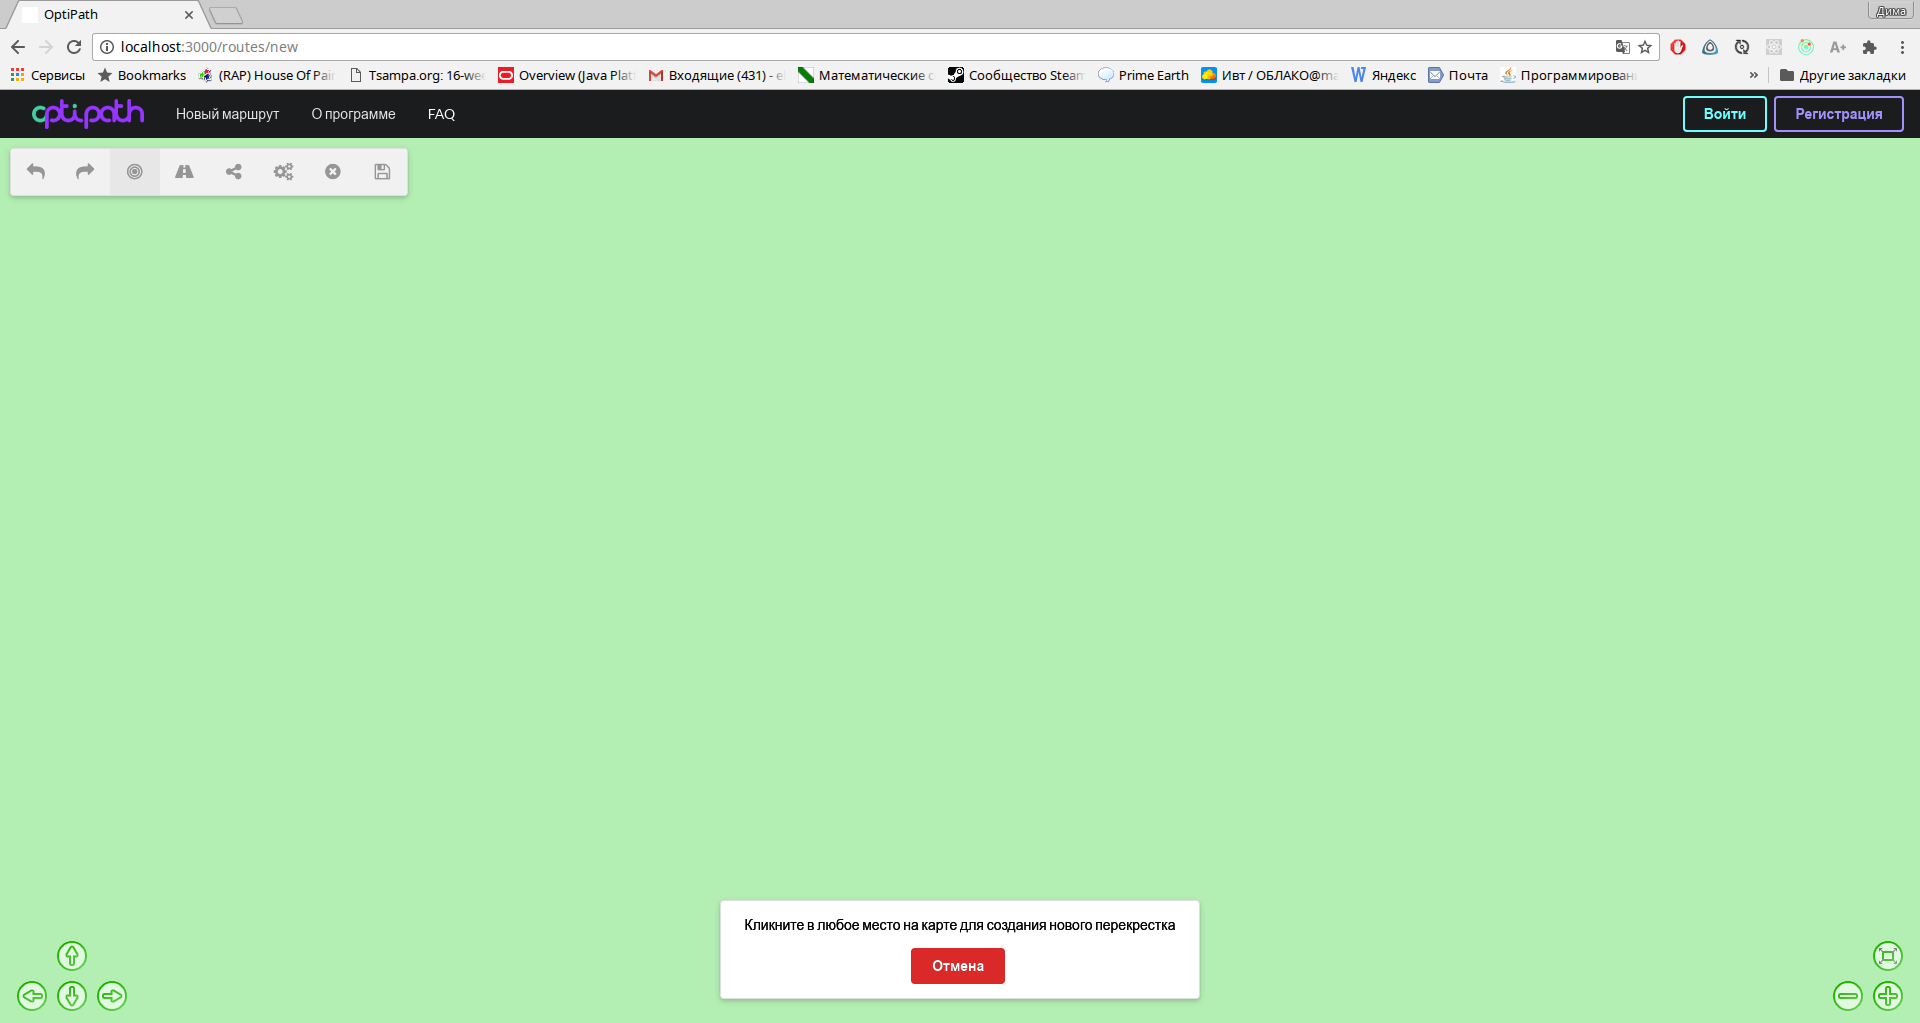 OptiPath
Дима
localhost:3000/routes/new
A+
Сервисы Bookmarks (RAP) House Of Pai Tsampa.org: 16-we Overview (Java Plat Входящие (431) - e Математические с Сообщество Steam Prime Earth Ивт / ОБЛАКО@ma Яндекс Почта Программирован » Другие закладки
optipath Новый маршрут О программе FAQ Войти Регистрация
Кликните в любое место на карте для создания нового перекрестка
Отмена